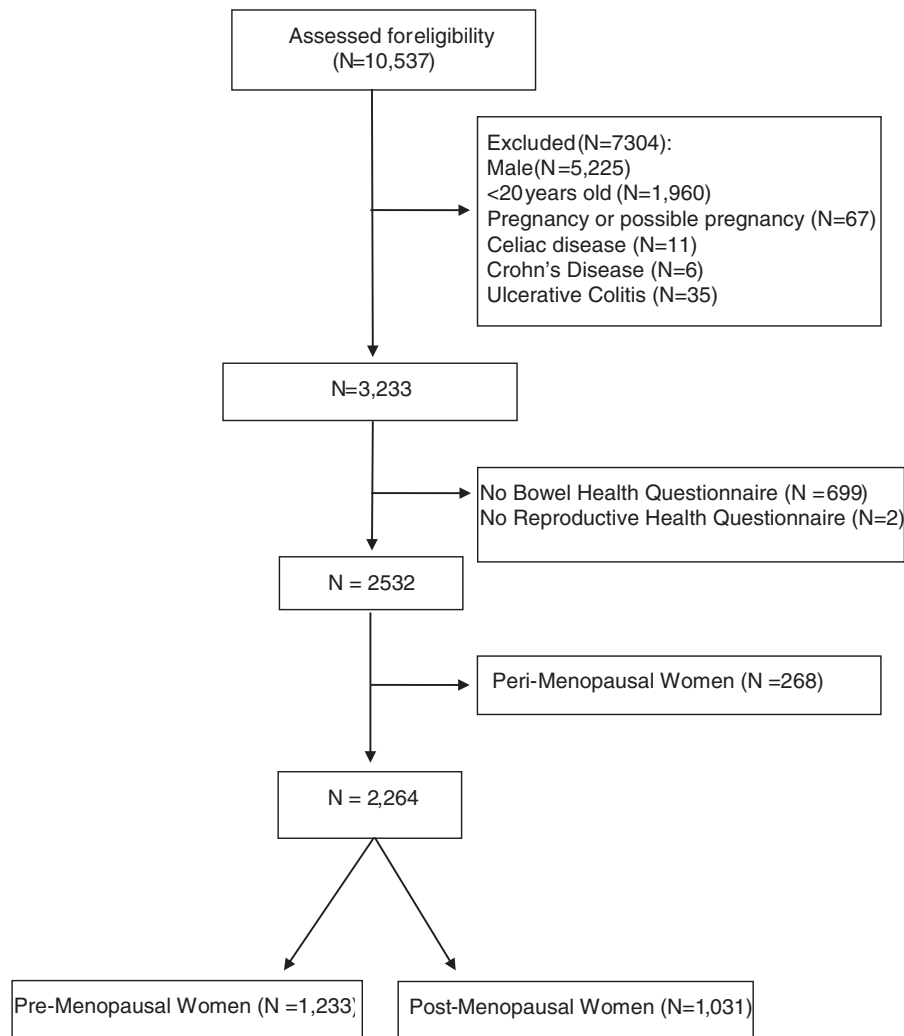 Assessed foreligibility
(N=10,537)
Excluded(N=7304):
Male(N=5,225)
<20years old (N=1,960)
Pregnancy or possible pregnancy (N=67)
Celiac disease (N=11)
Crohn's Disease (N=6)
Ulcerative Colitis (N=35)
N=3,233
No Bowel Health Questionnaire (N =699)
No Reproductive Health Questionnaire (N=2)
N = 2532
Peri-Menopausal Women (N =268)
N = 2,264
Pre-Menopausal Women (N =1,233)
Post-Menopausal Women (N=1,031)